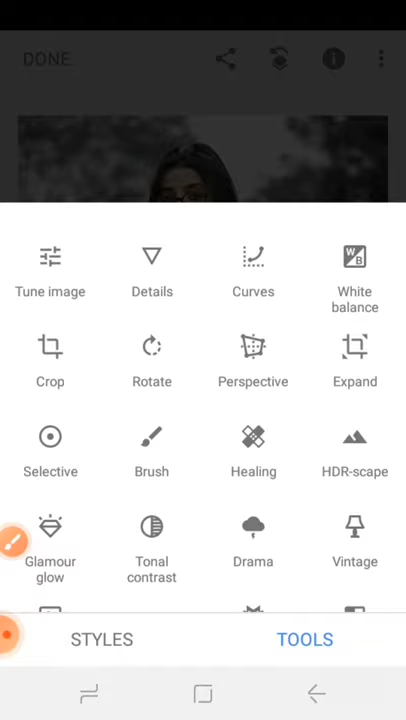 DONE
Tune image
Details
Curves
W
B
White
balance
Crop
Rotate
Perspective
Expand
Selective
Brush
Healing
HDR-scape
Glamour
glow
Tonal
contrast
Drama
Vintage
STYLES
TOOLS